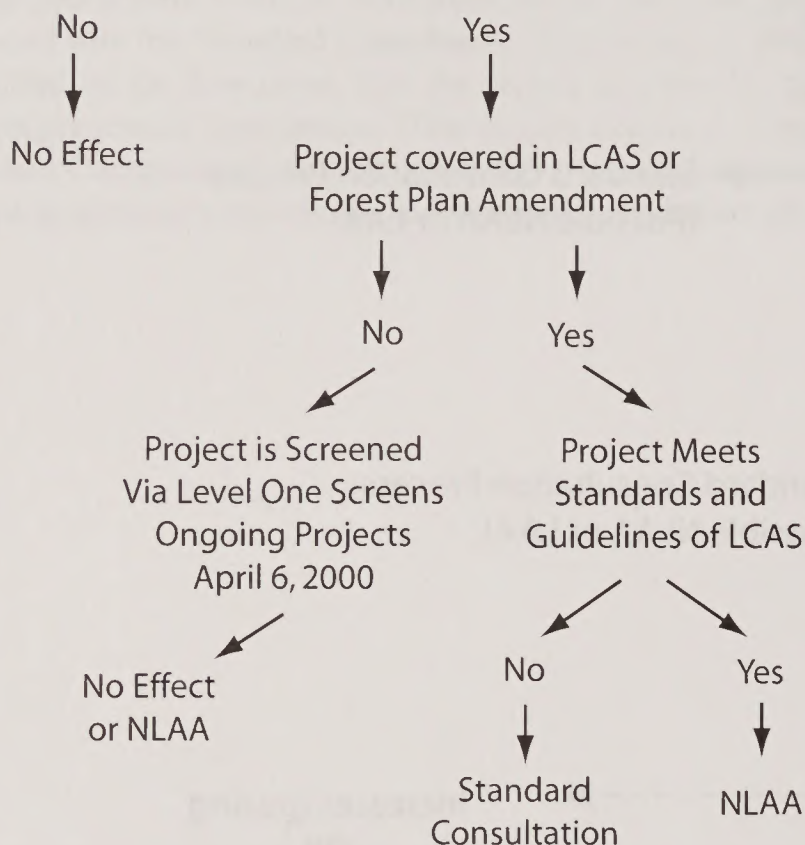 No
Yes
No Effect
Project covered in LCAS or
Forest Plan Amendment
No
Yes
Project is Screened
Via Level One Screens
Ongoing Projects
April 6, 2000
Project Meets
Standards and
Guidelines of LCAS
No Effect
or NLAA
No
Yes
Standard
Consultation
NLAA